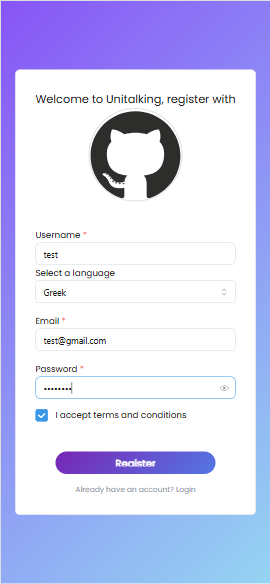 Welcome to Unitalking, register with
Username *
test
Select a language
Greek
Email *
test@gmail.com
Password *
••••••••
I accept terms and conditions
Register
Already have an account? Login